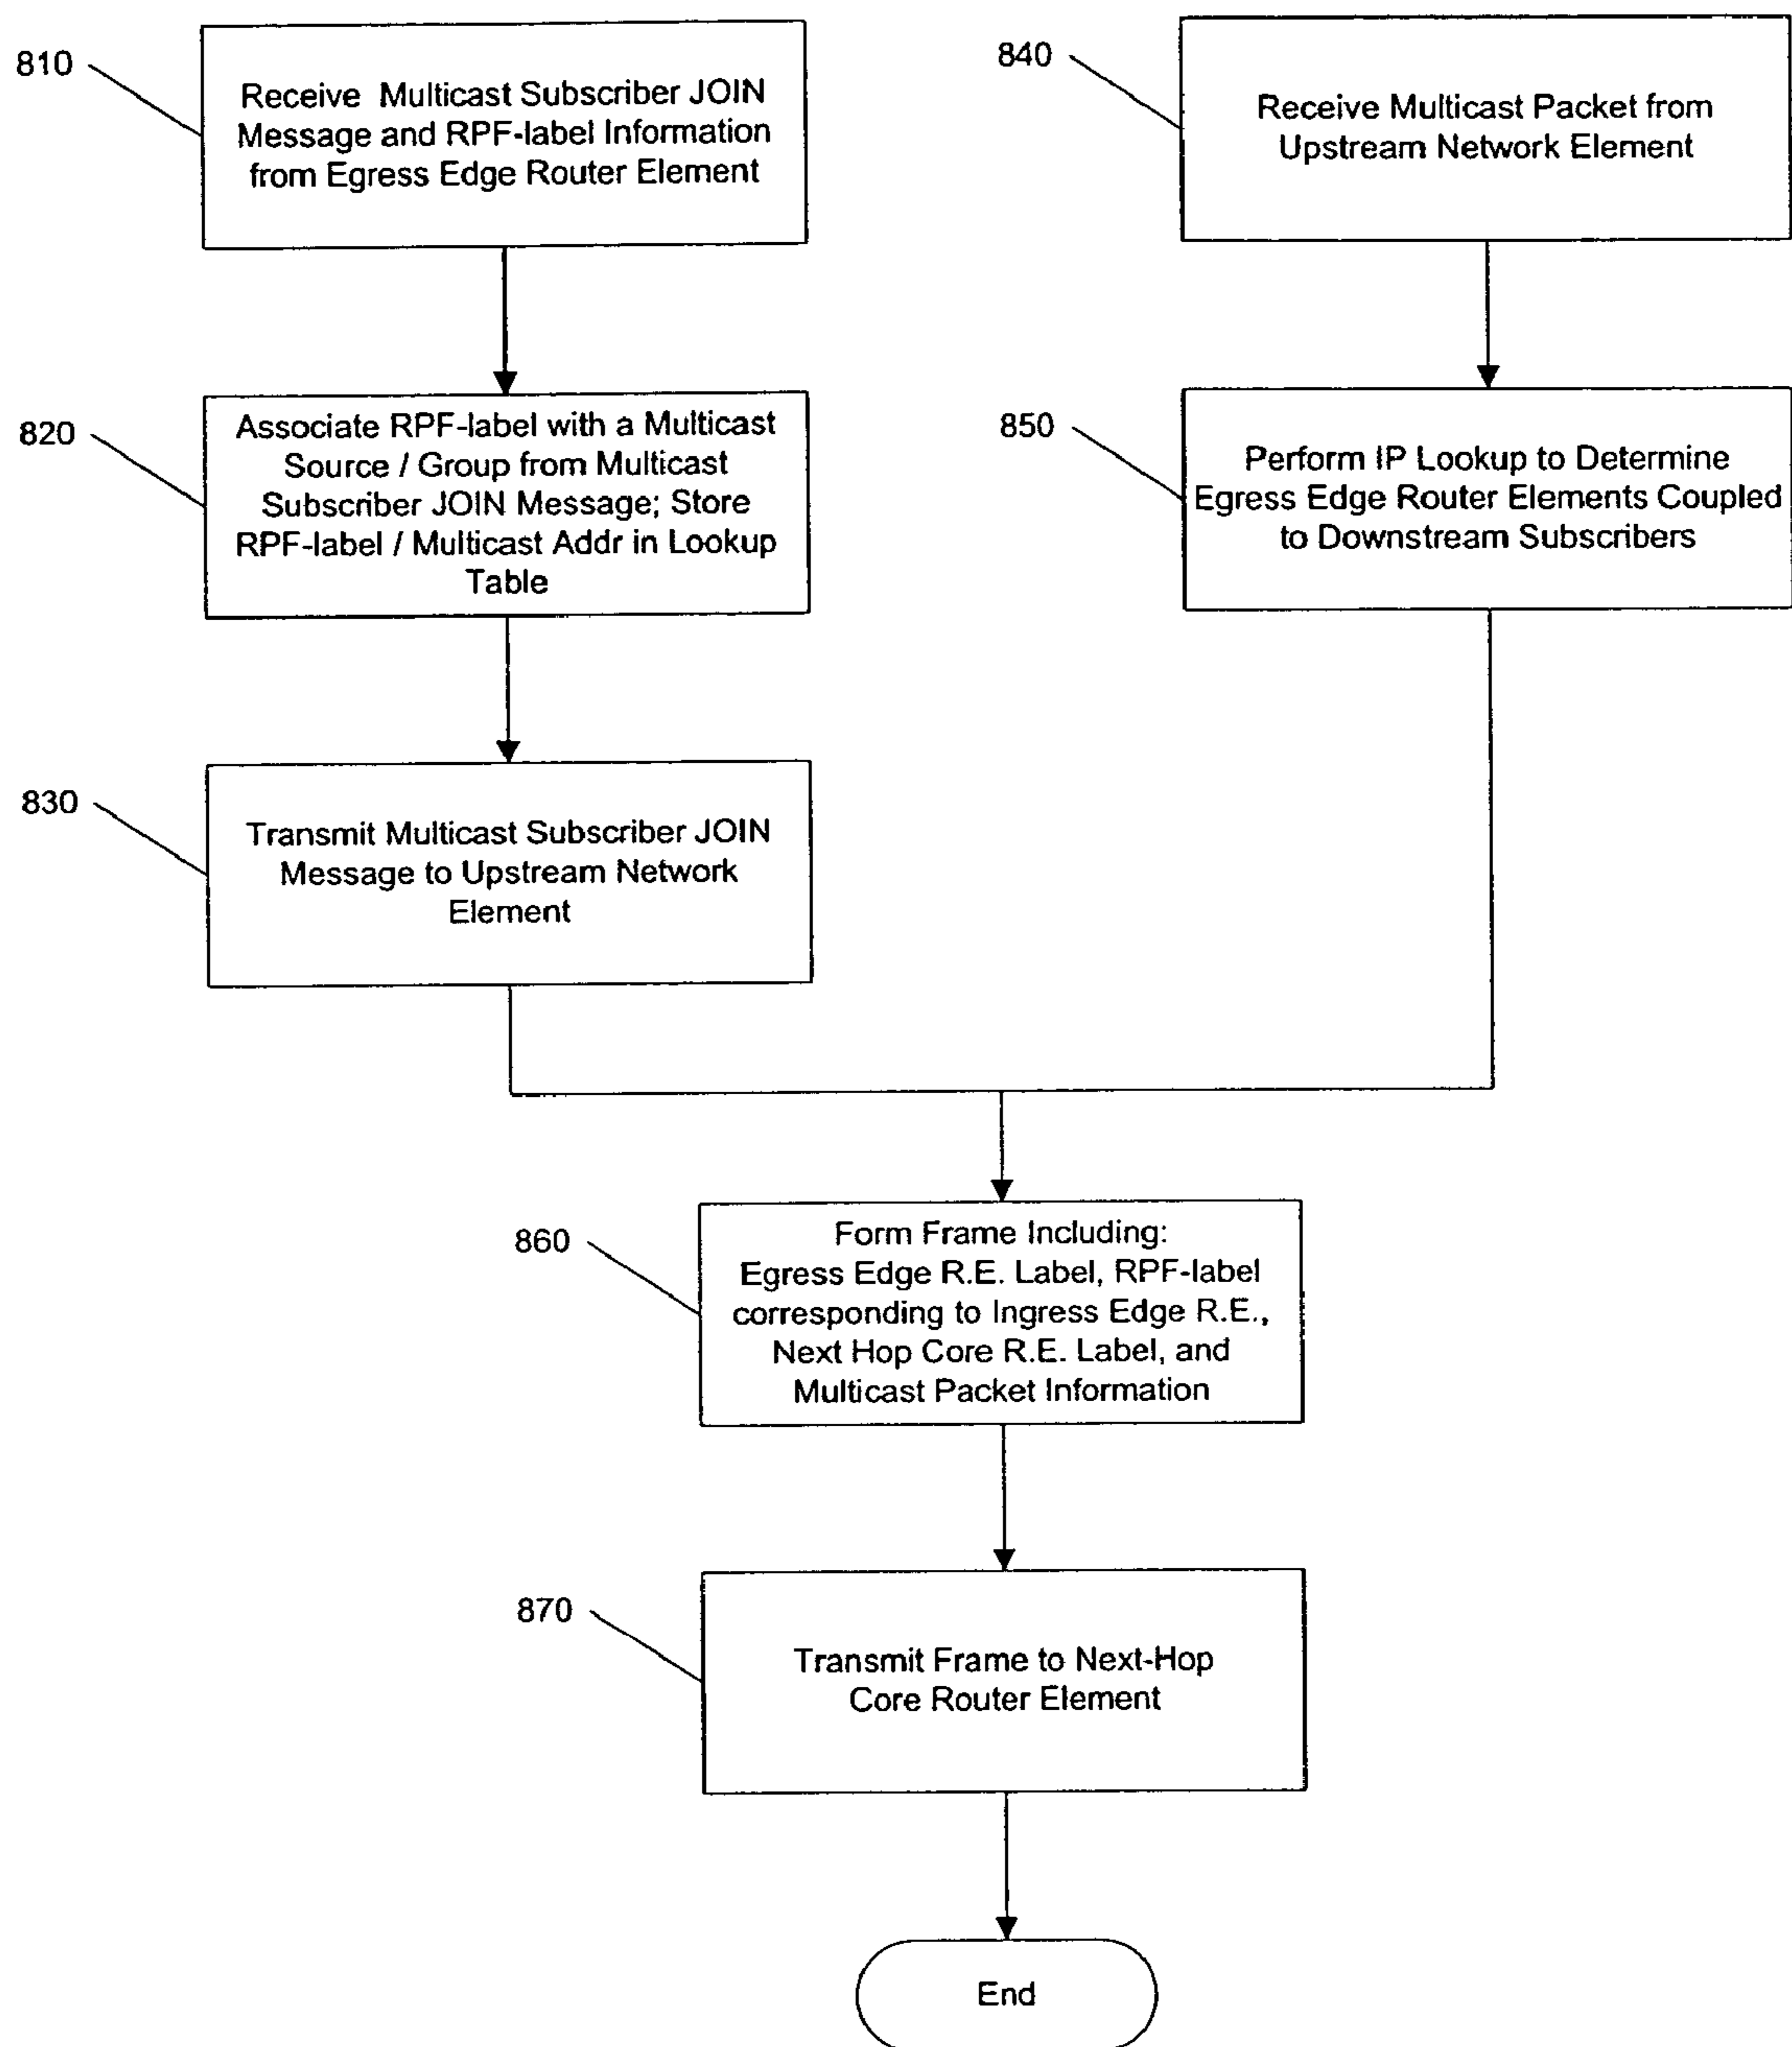 810
Receive Multicast Subscriber JOIN
Message and RPF-label Information
from Egress Edge Router Element
820
Associate RPF-label with a Multicast
Source / Group from Multicast
Subscriber JOIN Message; Store
RPF-label / Multicast Addr in Lookup
Table
830
Transmit Multicast Subscriber JOIN
Message to Upstream Network
Element
840
Receive Multicast Packet from
Upstream Network Element
850
Perform IP Lookup to Determine
Egress Edge Router Elements Coupled
to Downstream Subscribers
860
Form Frame Including:
Egress Edge R.E. Label, RPF-label
corresponding to Ingress Edge R.E.,
Next Hop Core R.E. Label, and
Multicast Packet Information
870
Transmit Frame to Next-Hop
Core Router Element
End